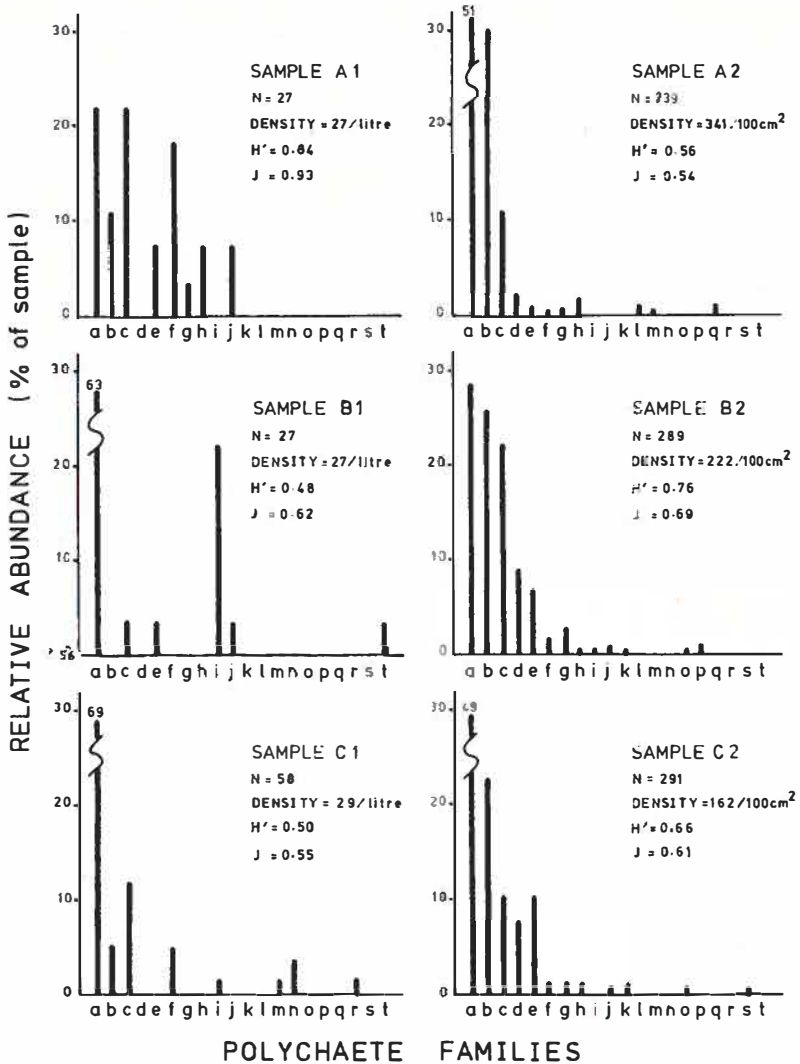 RELATIVE ABUNDANCE (% of sample)
30
20
10
0
SAMPLE A1
N = 27
DENSITY = 27/litre
H' = 0.84
J = 0.93
a b c d e f g h i j k l m n o p q r s t
51
30
20
10
0
SAMPLE A2
N =
DENSITY = 341/100cm²
H' = 0.56
J = 0.54
a b c d e f g h i j k l m n o p q r s t
30
63
20
10
SAMPLE B1
N = 27
DENSITY = 27/litre
H' = 0.48
J = 0.62
a b c d e f g h i j k l m n o p q r s t
30
20
10
0
SAMPLE B2
N = 289
DENSITY = 222/100cm²
H' = 0.76
J = 0.69
a b c d e f g h i j k l m n o p q r s t
30
69
20
10
0
SAMPLE C1
N = 58
DENSITY = 29/litre
H' = 0.50
J = 0.55
a b c d e f g h i j k l m n o p q r s t
30
49
20
10
0
SAMPLE C2
N = 291
DENSITY = 162/100cm²
H' = 0.66
J = 0.61
a b c d e f g h i j k l m n o p q r s t
POLYCHAETE FAMILIES